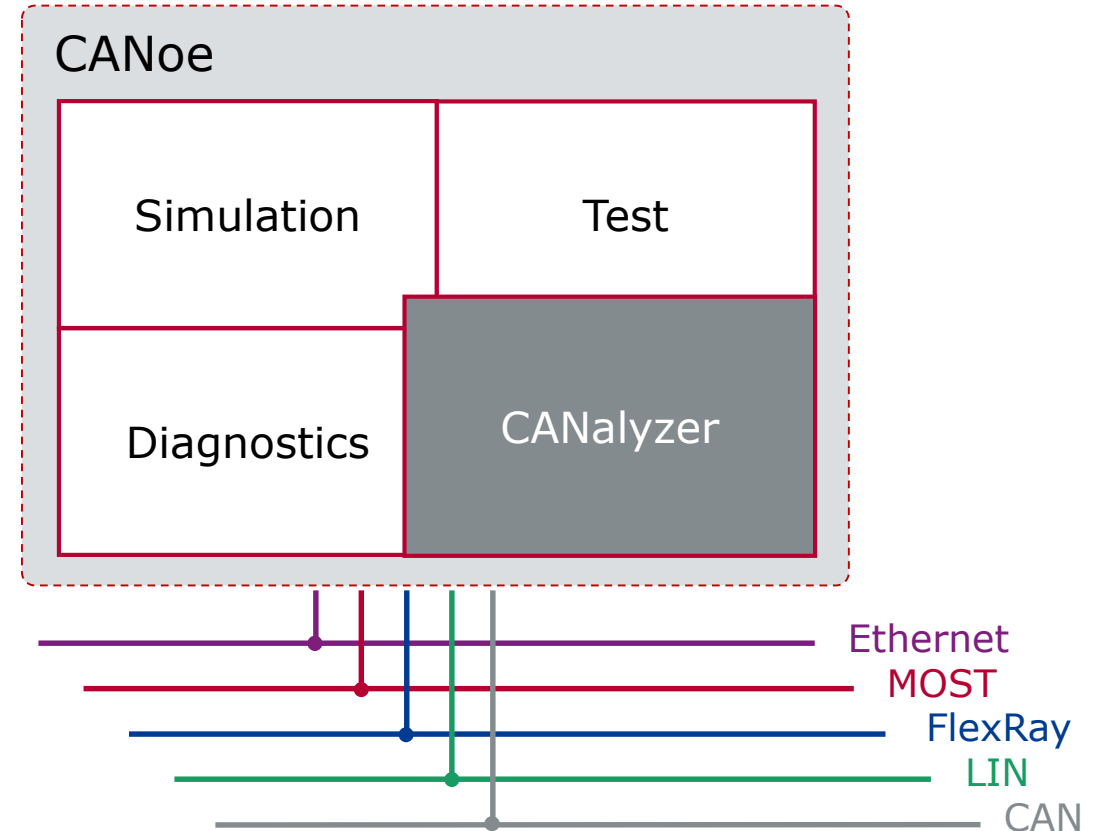 CANoe
Simulation
Test
Diagnostics
CANalyzer
Ethernet
MOST
FlexRay
LIN
CAN